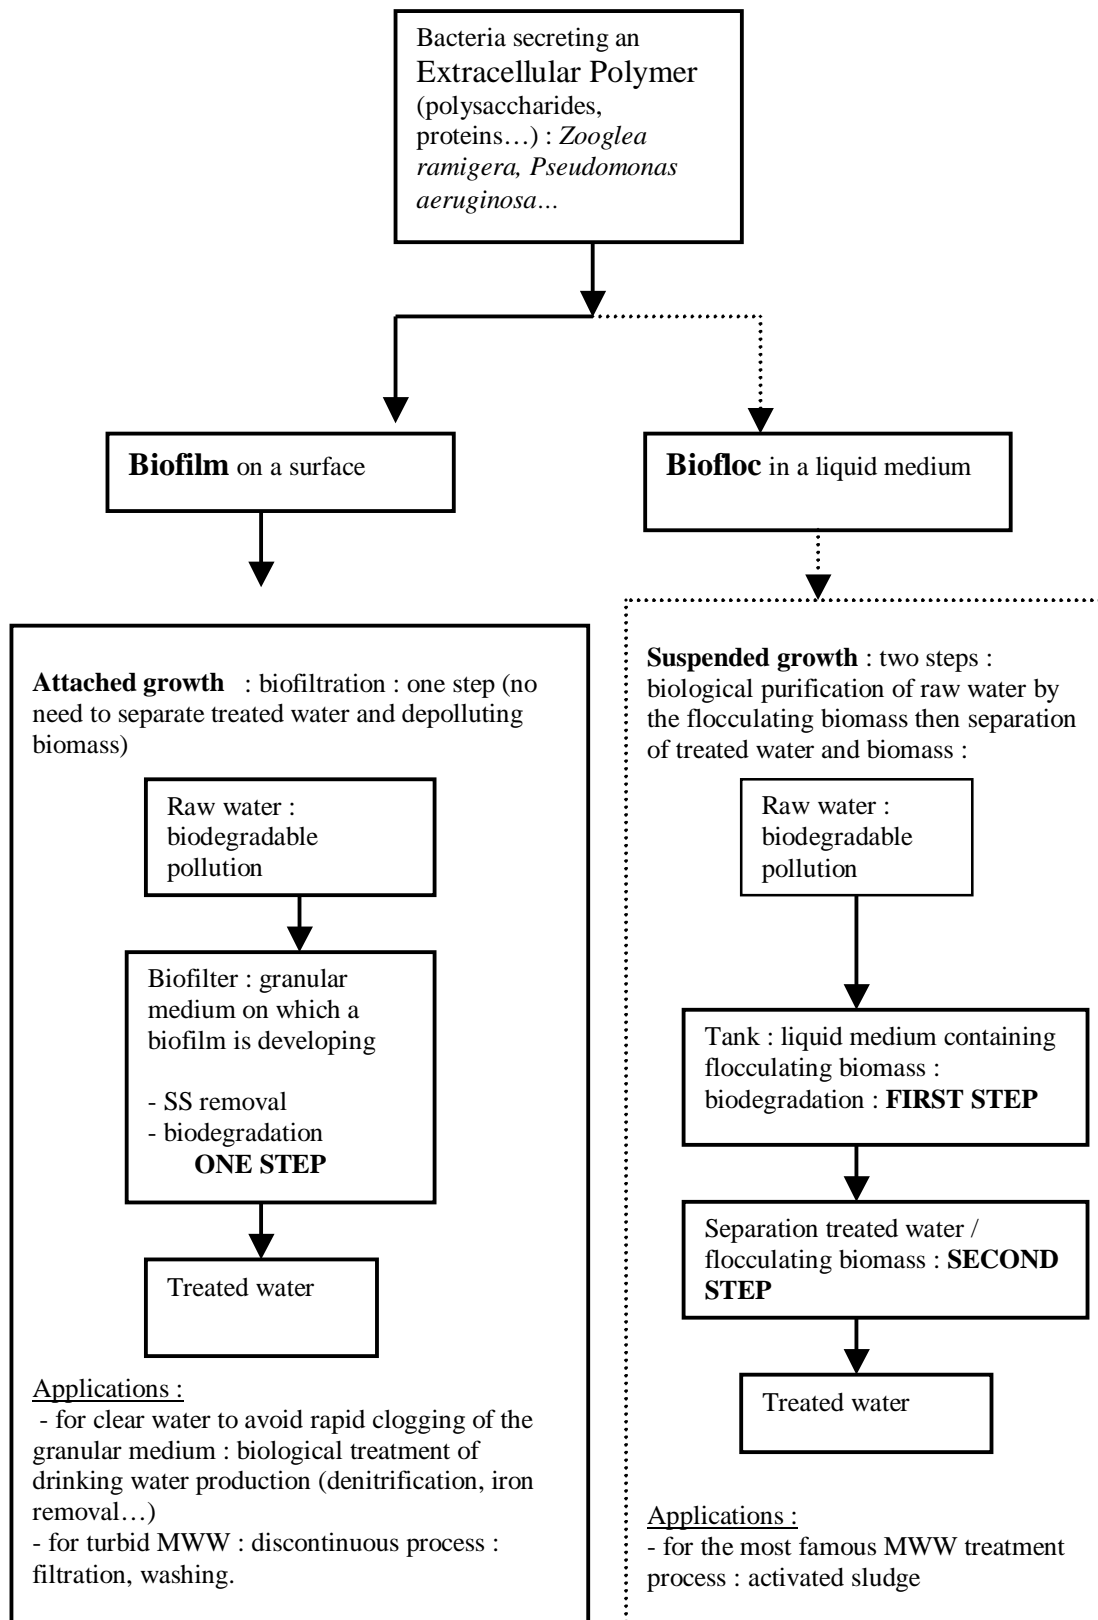 Bacteria secreting an
Extracellular Polymer
(polysaccharides,
proteins…) : Zooglea
ramigera, Pseudomonas
aeruginosa…
Biofilm on a surface
Biofloc in a liquid medium
Attached growth : biofiltration : one step (no
need to separate treated water and depolluting
biomass)
Raw water :
biodegradable
pollution
Biofilter : granular
medium on which a
biofilm is developing
- SS removal
- biodegradation
ONE STEP
Treated water
Applications :
- for clear water to avoid rapid clogging of the
granular medium : biological treatment of
drinking water production (denitrification, iron
removal…)
- for turbid MWW : discontinuous process :
filtration, washing.
Suspended growth : two steps :
biological purification of raw water by
the flocculating biomass then separation
of treated water and biomass :
Raw water :
biodegradable
pollution
Tank : liquid medium containing
flocculating biomass :
biodegradation : FIRST STEP
Separation treated water /
flocculating biomass : SECOND
STEP
Treated water
Applications :
- for the most famous MWW treatment
process : activated sludge